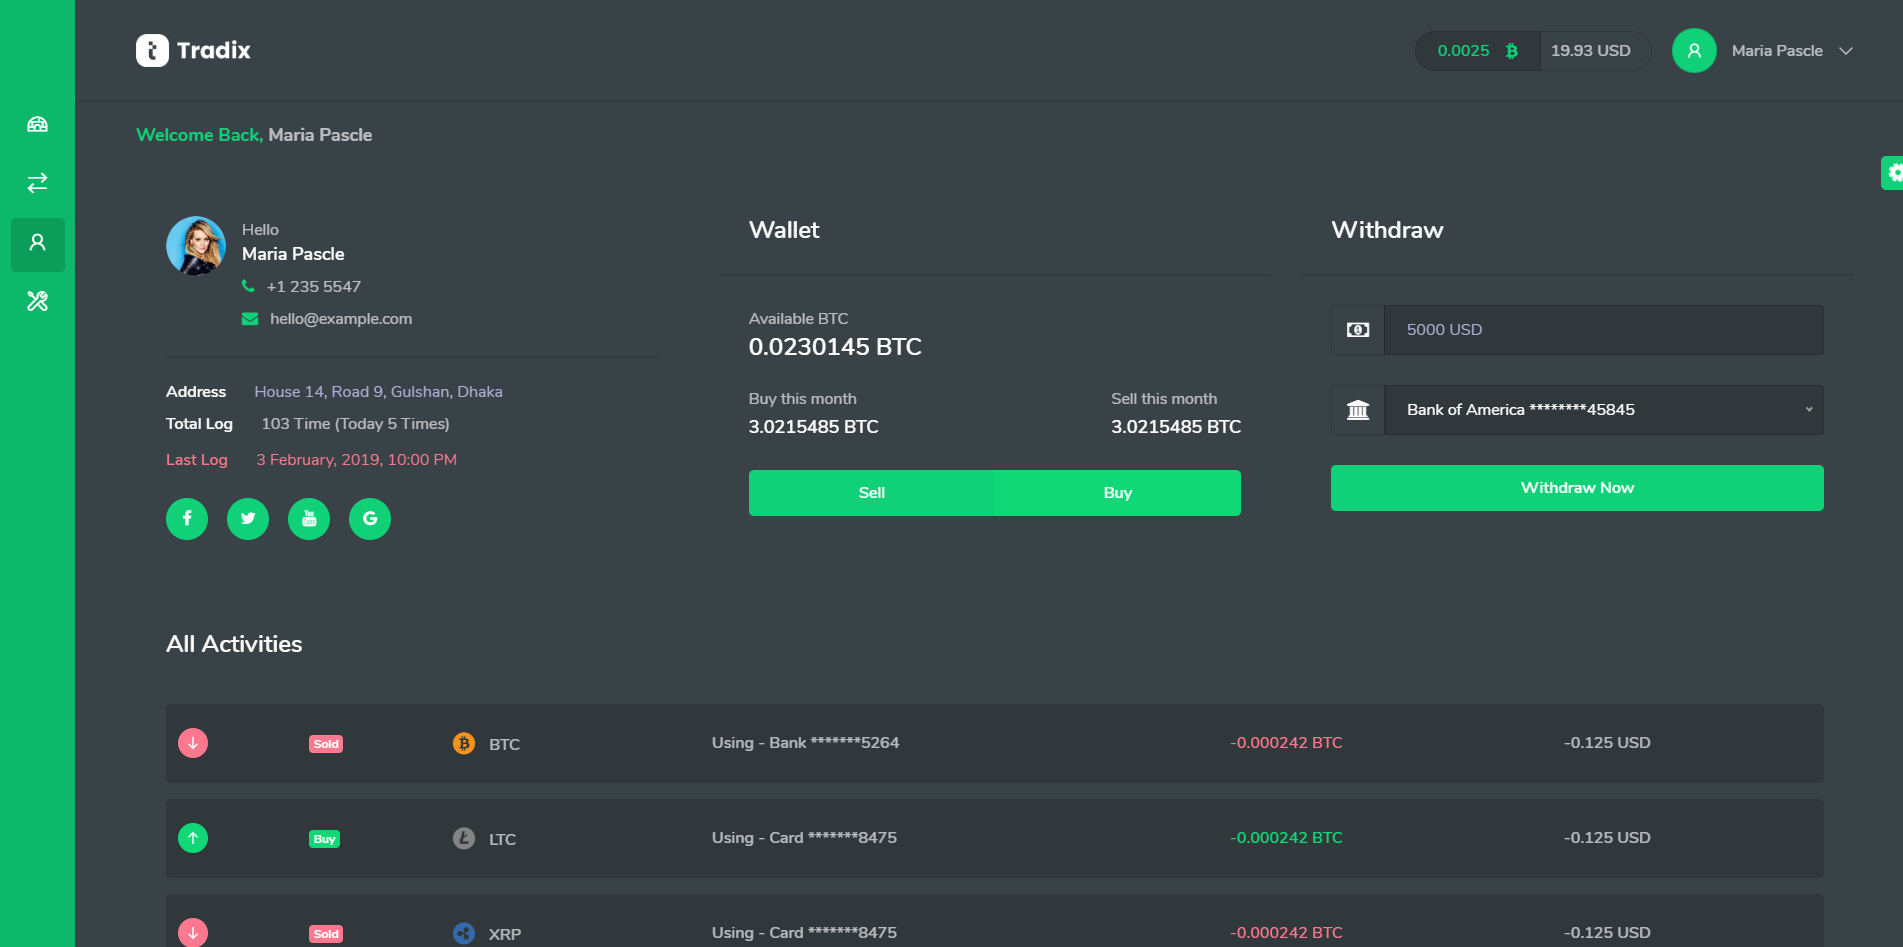 Tradix
0.0025 19.93 USD
Maria Pascle
Welcome Back, Maria Pascle
Hello
Maria Pascle
+1 235 5547
hello@example.com
Address House 14, Road 9, Gulshan, Dhaka
Total Log 103 Time (Today 5 Times)
Last Log 3 February, 2019, 10:00 PM
Wallet
Available BTC
0.0230145 BTC
Buy this month
3.0215485 BTC
Sell this month
3.0215485 BTC
Sell
Buy
Withdraw
5000 USD
Bank of America ********45845
Withdraw Now
All Activities
Sold BTC Using - Bank *******5264 -0.000242 BTC -0.125 USD
Buy LTC Using - Card *******8475 -0.000242 BTC -0.125 USD
Sold XRP Using - Card *******8475 -0.000242 BTC -0.125 USD